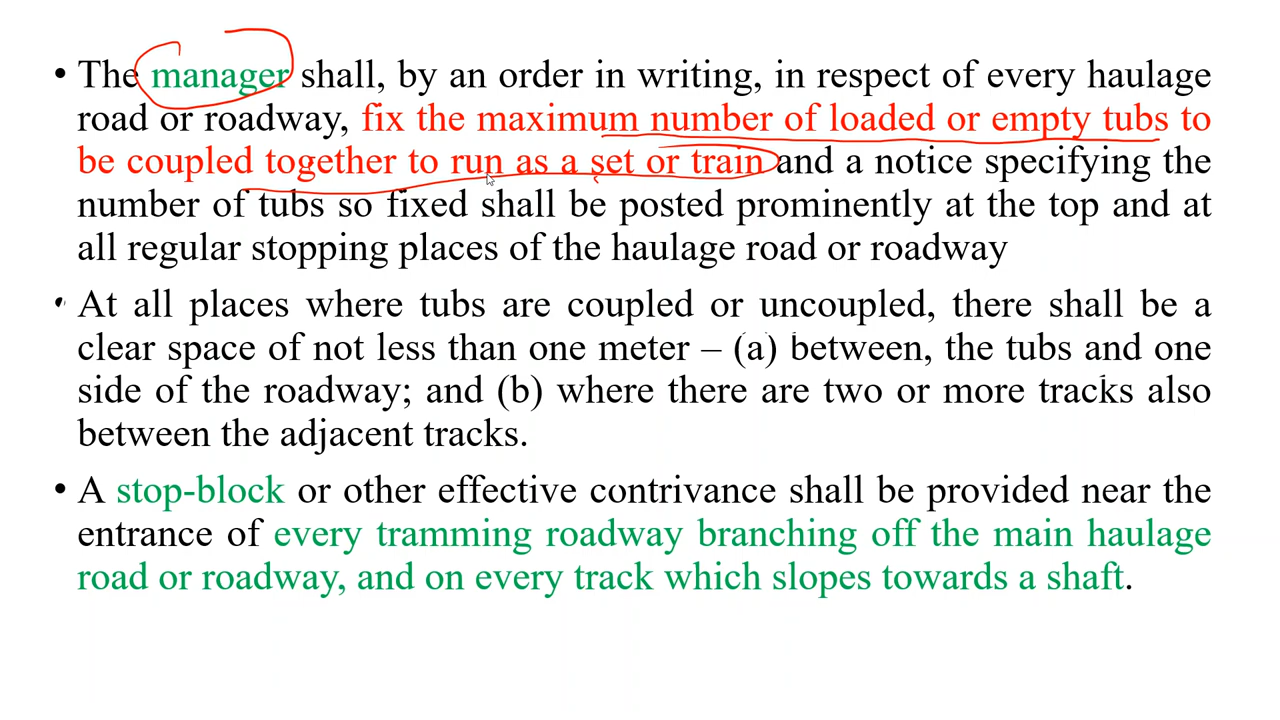 • The manager shall, by an order in writing, in respect of every haulage
road or roadway, fix the maximum number of loaded or empty tubs to
be coupled together to run as a set or train and a notice specifying the
number of tubs so fixed shall be posted prominently at the top and at
all regular stopping places of the haulage road or roadway
• At all places where tubs are coupled or uncoupled, there shall be a
clear space of not less than one meter – (a) between, the tubs and one
side of the roadway; and (b) where there are two or more tracks also
between the adjacent tracks.
• A stop-block or other effective contrivance shall be provided near the
entrance of every tramming roadway branching off the main haulage
road or roadway, and on every track which slopes towards a shaft.